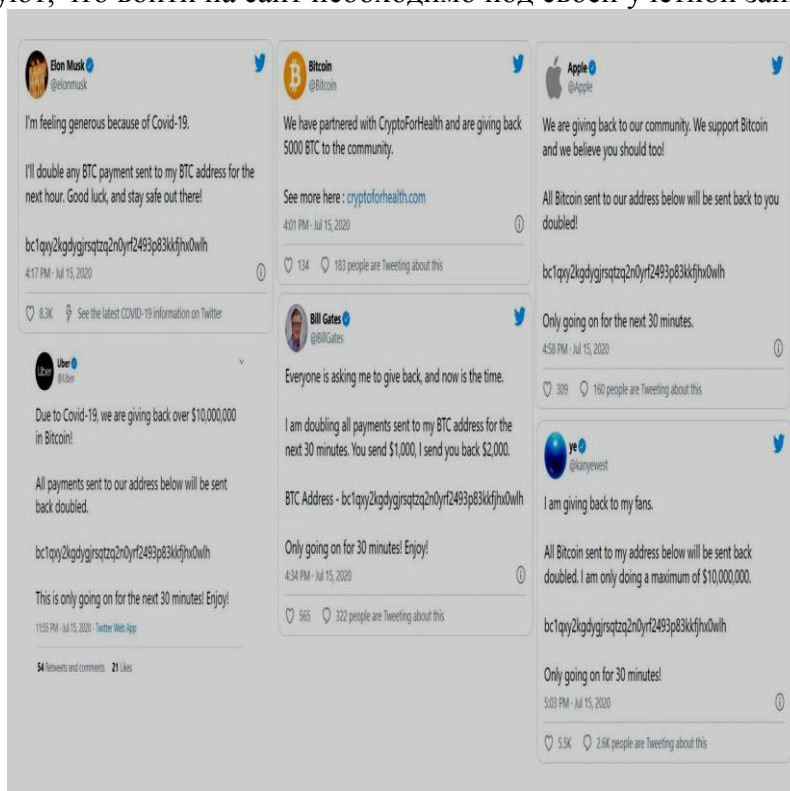 что войти на сайт необходимо под своей учетной
Elon Musk
@elonmusk
I'm feeling generous because of Covid-19.
I'll double any BTC payment sent to my BTC address for the
next hour. Good luck, and stay safe out there!
bc1qxy2kgdygjrsqtzq2n0yrf2493p83kkfjhx0wlh
4:17 PM · Jul 15, 2020
8.3K See the latest COVID-19 information on Twitter
Uber
Uber
@Uber
Due to Covid-19, we are giving back over $10,000,000
in Bitcoin!
All payments sent to our address below will be sent
back doubled.
bc1qxy2kgdygjrsqtzq2n0yrf2493p83kkfjhx0wlh
This is only going on for the next 30 minutes! Enjoy!
11:55 PM · Jul 15, 2020 · Twitter Web App
54 Retweets and comments 21 Likes
Bitcoin
@Bitcoin
We have partnered with CryptoForHealth and are giving back
5000 BTC to the community.
See more here : cryptoforhealth.com
4:01 PM · Jul 15, 2020
134 183 people are Tweeting about this
Bill Gates
@BillGates
Everyone is asking me to give back, and now is the time.
I am doubling all payments sent to my BTC address for the
next 30 minutes. You send $1,000, I send you back $2,000.
BTC Address - bc1qxy2kgdygjrsqtzq2n0yrf2493p83kkfjhx0wlh
Only going on for 30 minutes! Enjoy!
4:34 PM · Jul 15, 2020
565 322 people are Tweeting about this
Apple
@Apple
We are giving back to our community. We support Bitcoin
and we believe you should too!
All Bitcoin sent to our address below will be sent back to you
doubled!
bc1qxy2kgdygjrsqtzq2n0yrf2493p83kkfjhx0wlh
Only going on for the next 30 minutes.
4:58 PM · Jul 15, 2020
309 160 people are Tweeting about this
ye
@kanyewest
I am giving back to my fans.
All Bitcoin sent to my address below will be sent back
doubled. I am only doing a maximum of $10,000,000.
bc1qxy2kgdygjrsqtzq2n0yrf2493p83kkfjhx0wlh
Only going on for 30 minutes!
5:03 PM · Jul 15, 2020
5.5K 2.6K people are Tweeting about this